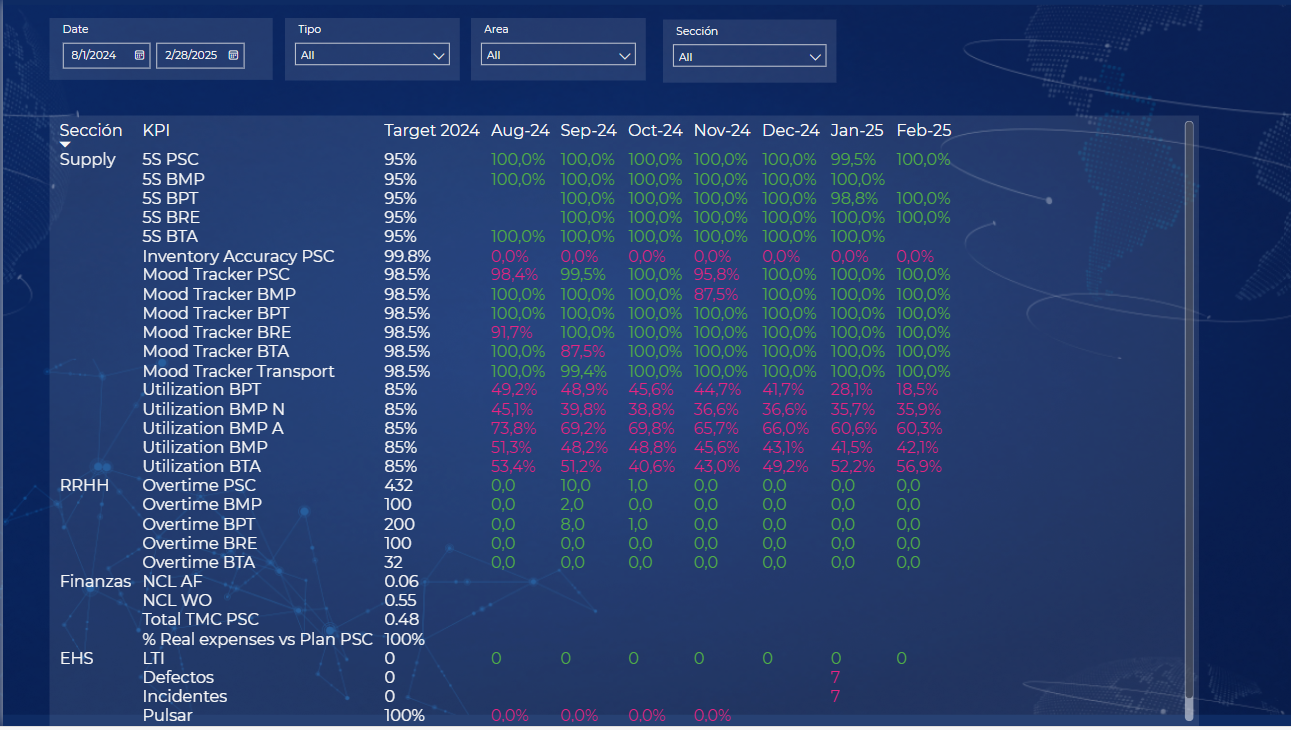 Date Tipo Area Sección
8/1/2024 2/28/2025 All All All
Sección KPI Target 2024 Aug-24 Sep-24 Oct-24 Nov-24 Dec-24 Jan-25 Feb-25
Supply 5S PSC 95% 100,0% 100,0% 100,0% 100,0% 100,0% 99,5% 100,0%
5S BMP 95% 100,0% 100,0% 100,0% 100,0% 100,0% 100,0%
5S BPT 95% 100,0% 100,0% 100,0% 100,0% 98,8% 100,0%
5S BRE 95% 100,0% 100,0% 100,0% 100,0% 100,0% 100,0%
5S BTA 95% 100,0% 100,0% 100,0% 100,0% 100,0% 100,0%
Inventory Accuracy PSC 99.8% 0,0% 0,0% 0,0% 0,0% 0,0% 0,0% 0,0%
Mood Tracker PSC 98.5% 98,4% 99,5% 100,0% 95,8% 100,0% 100,0% 100,0%
Mood Tracker BMP 98.5% 100,0% 100,0% 100,0% 87,5% 100,0% 100,0% 100,0%
Mood Tracker BPT 98.5% 100,0% 100,0% 100,0% 100,0% 100,0% 100,0% 100,0%
Mood Tracker BRE 98.5% 91,7% 100,0% 100,0% 100,0% 100,0% 100,0% 100,0%
Mood Tracker BTA 98.5% 100,0% 87,5% 100,0% 100,0% 100,0% 100,0% 100,0%
Mood Tracker Transport 98.5% 100,0% 99,4% 100,0% 100,0% 100,0% 100,0% 100,0%
Utilization BPT 85% 49,2% 48,9% 45,6% 44,7% 41,7% 28,1% 18,5%
Utilization BMP N 85% 45,1% 39,8% 38,8% 36,6% 36,6% 35,7% 35,9%
Utilization BMP A 85% 73,8% 69,2% 69,8% 65,7% 66,0% 60,6% 60,3%
Utilization BMP 85% 51,3% 48,2% 48,8% 45,6% 43,1% 41,5% 42,1%
Utilization BTA 85% 53,4% 51,2% 40,6% 43,0% 49,2% 52,2% 56,9%
RRHH Overtime PSC 432 0,0 10,0 1,0 0,0 0,0 0,0 0,0
Overtime BMP 100 0,0 2,0 0,0 0,0 0,0 0,0 0,0
Overtime BPT 200 0,0 8,0 1,0 0,0 0,0 0,0 0,0
Overtime BRE 100 0,0 0,0 0,0 0,0 0,0 0,0 0,0
Overtime BTA 32 0,0 0,0 0,0 0,0 0,0 0,0 0,0
Finanzas NCL AF 0.06
NCL WO 0.55
Total TMC PSC 0.48
% Real expenses vs Plan PSC 100%
EHS LTI 0 0 0 0 0 0 0 0
Defectos 0 7
Incidentes 0 7
Pulsar 100% 0,0% 0,0% 0,0% 0,0%